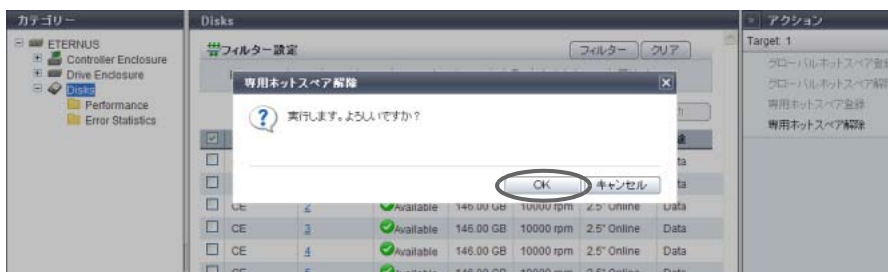 カテゴリー
ETERNUS
Controller Enclosure
Drive Enclosure
Disks
Performance
Error Statistics
Disks
フィルター設定
フィルター
クリア
専用ホットスペア解除
実行します。よろしいですか?
OK
キャンセル
CE 2 Available 146.00 GB 10000 rpm 2.5" Online Data
CE 3 Available 146.00 GB 10000 rpm 2.5" Online Data
CE 4 Available 146.00 GB 10000 rpm 2.5" Online Data
アクション
Target: 1
グローバルホットスペア登
グローバルホットスペア解
専用ホットスペア登録
専用ホットスペア解除